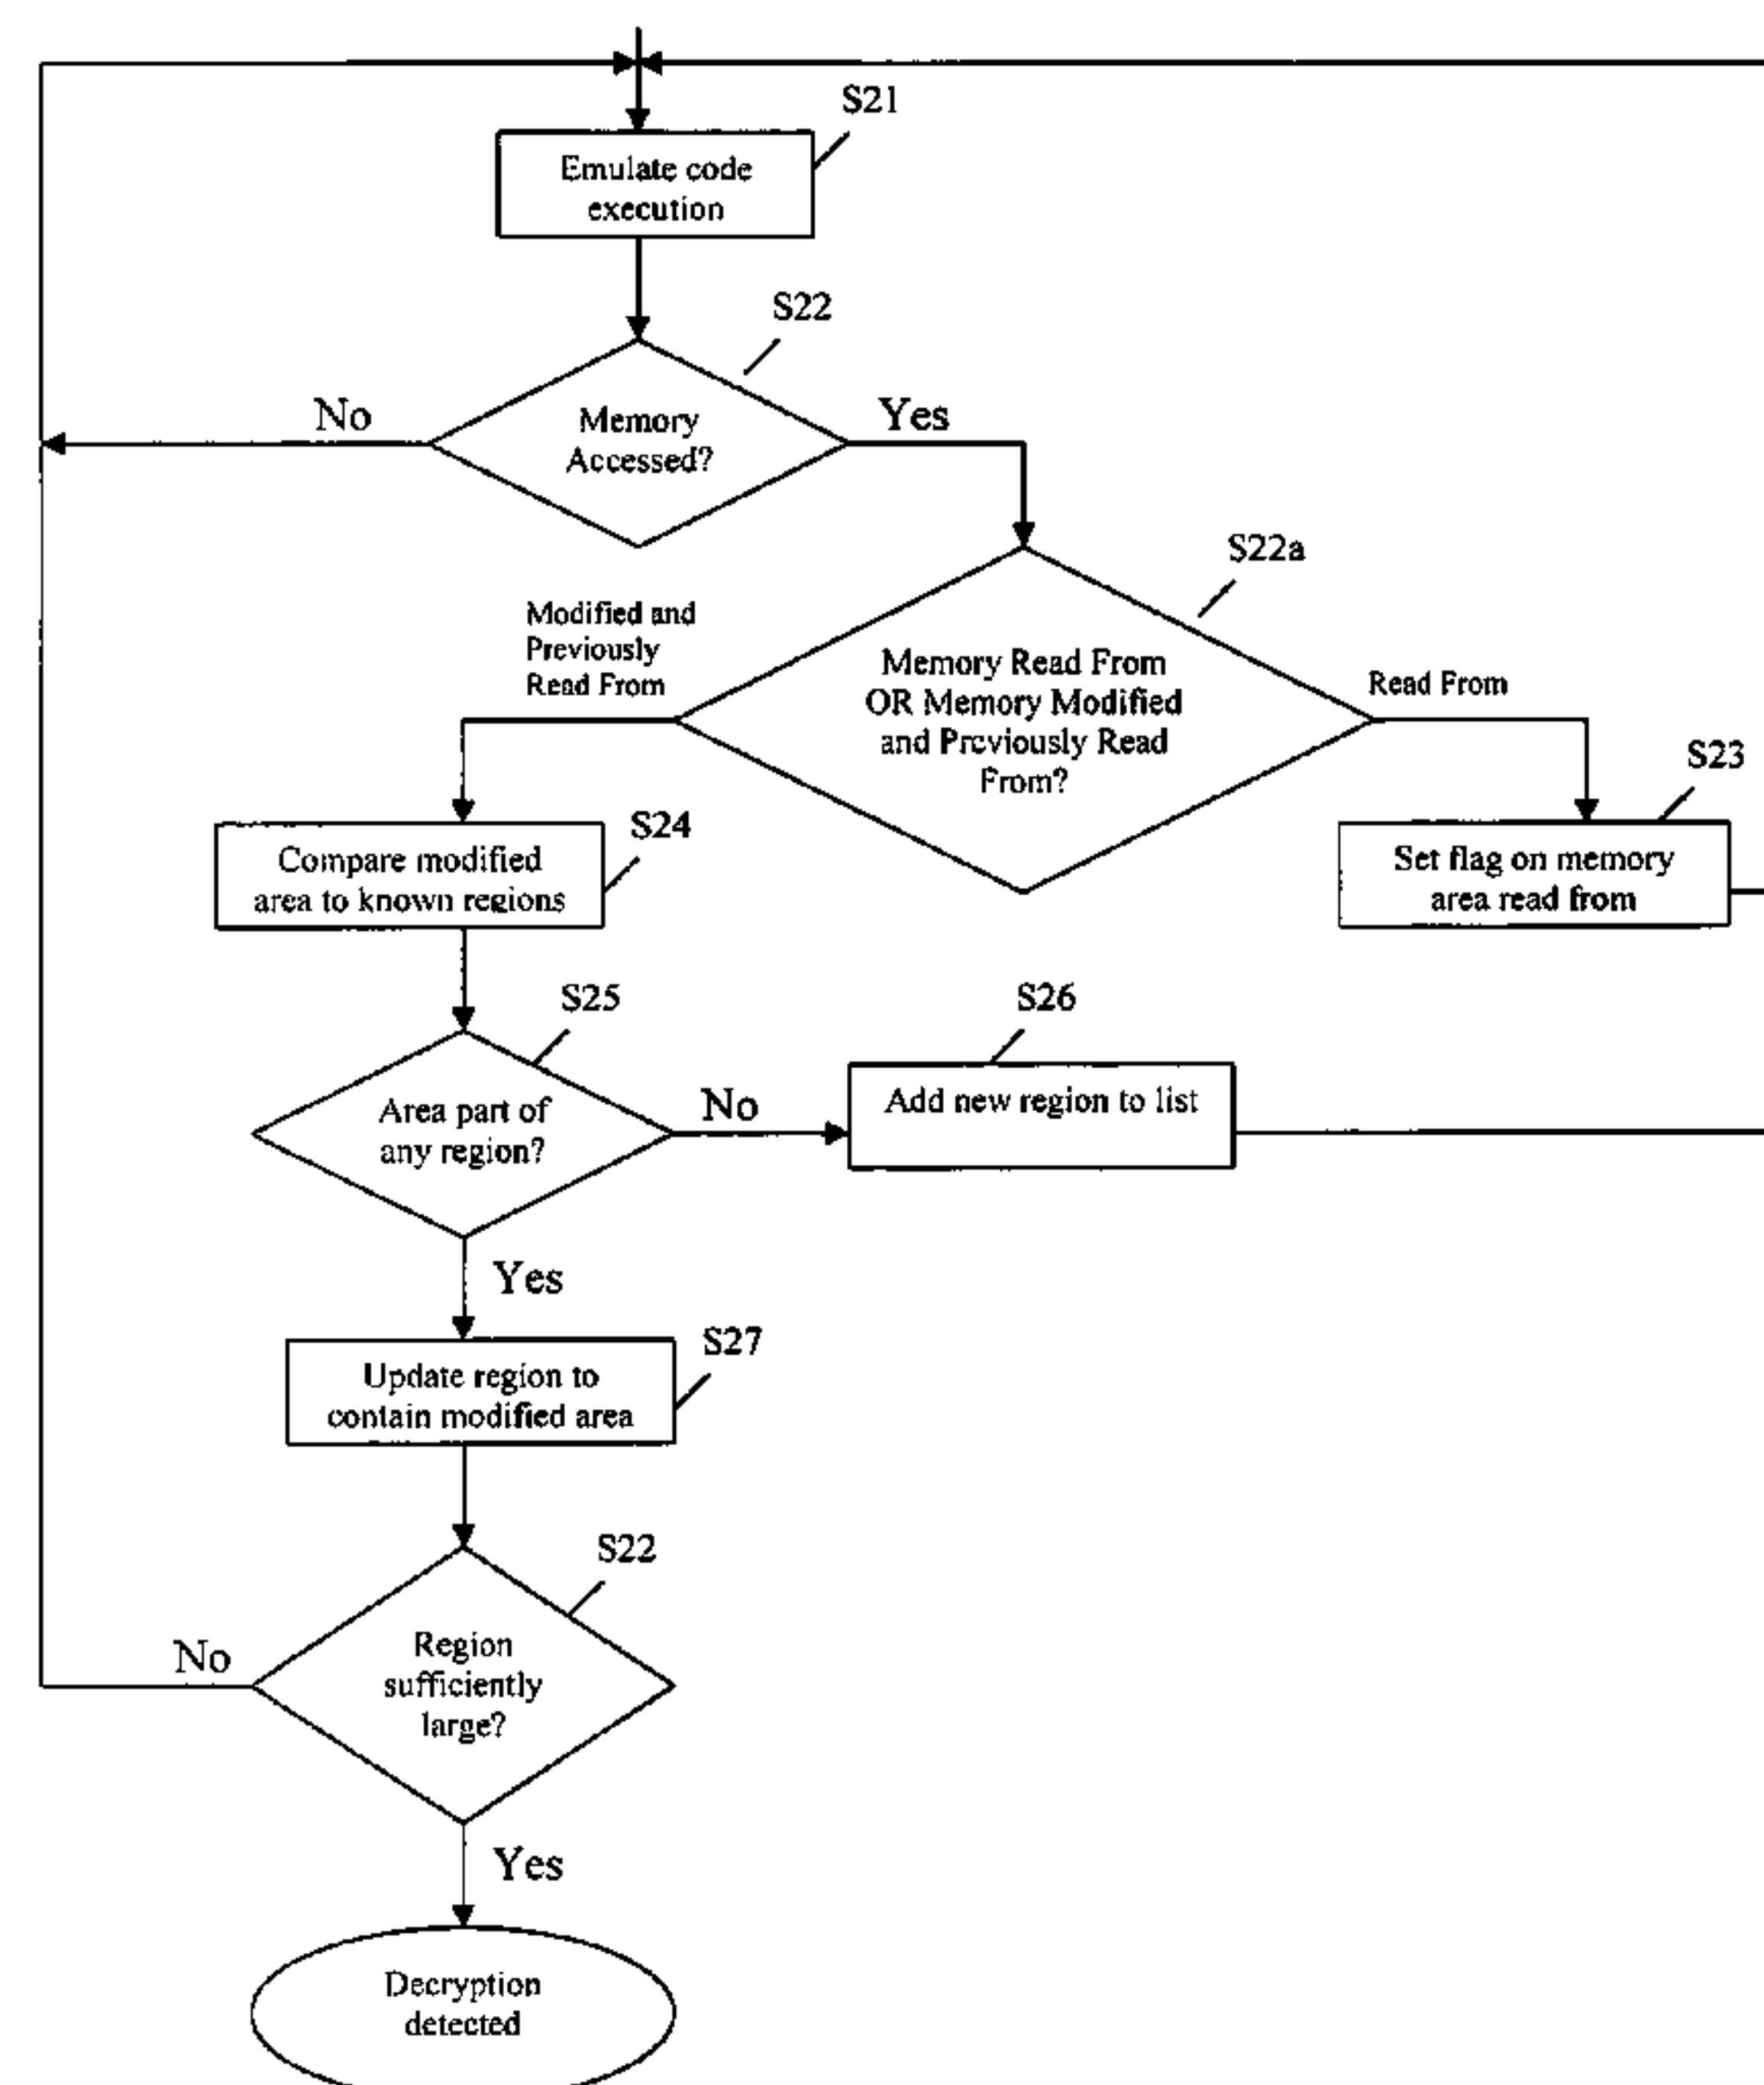 S21
Emulate code
execution
S22
No
Memory
Accessed?
Yes
S22a
Modified and
Previously
Read From
Memory Read From
OR Memory Modified
and Previously Read
From?
Read From
S23
S24
Compare modified
area to known regions
Set flag on memory
area read from
S25
S26
Area part of
any region?
No
Add new region to list
Yes
S27
Update region to
contain modified area
S22
No
Region
sufficiently
large?
Yes
Decryption
detected